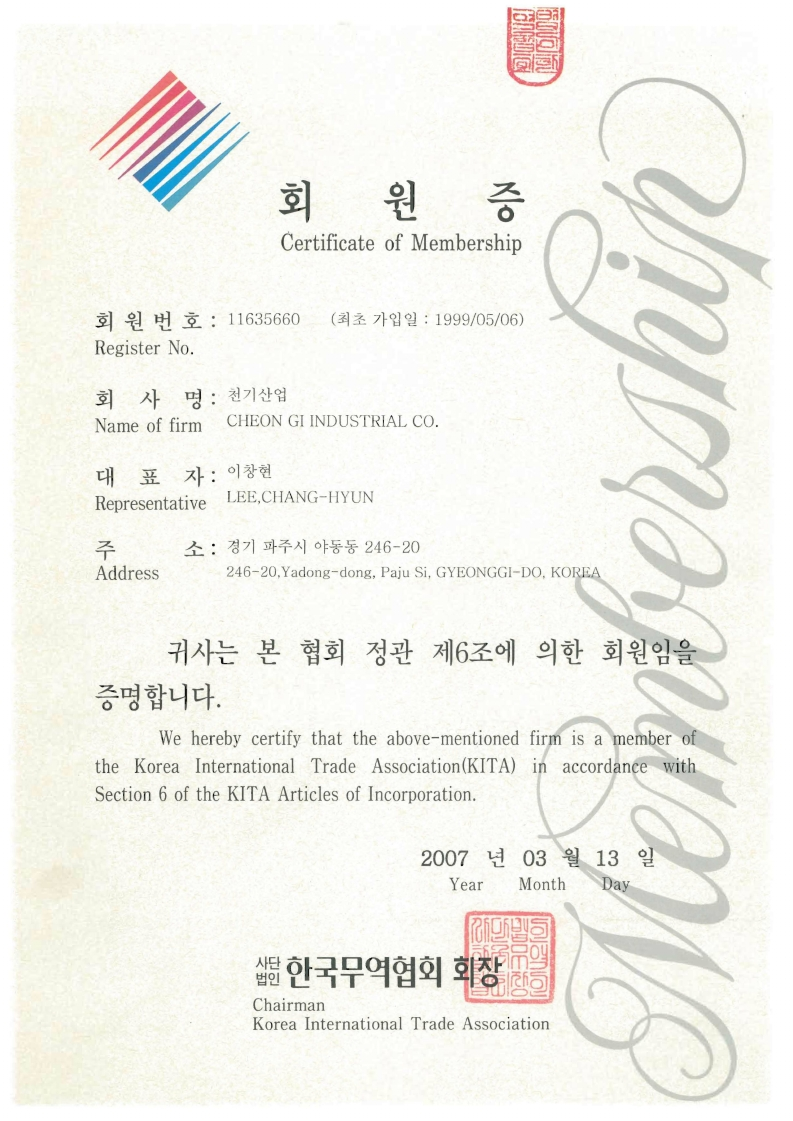 회 원 증
Certificate of Membership
회 원 번 호 : 11635660 (최초 가입일 : 1999/05/06)
Register No.
회 사 명 : 천기산업
Name of firm CHEON GI INDUSTRIAL CO.
대 표 자 : 이창현
Representative LEE,CHANG-HYUN
주 소 : 경기 파주시 야동동 246-20
Address 246-20,Yadong-dong, Paju Si, GYEONGGI-DO, KOREA
귀사는 본 협회 정관 제6조에 의한 회원임을
증명합니다.
We hereby certify that the above-mentioned firm is a member of
the Korea International Trade Association(KITA) in accordance with
Section 6 of the KITA Articles of Incorporation.
2007 년 03 월 13 일
Year Month Day
사단
법인 한국무역협회 회장
Chairman
Korea International Trade Association
Membership